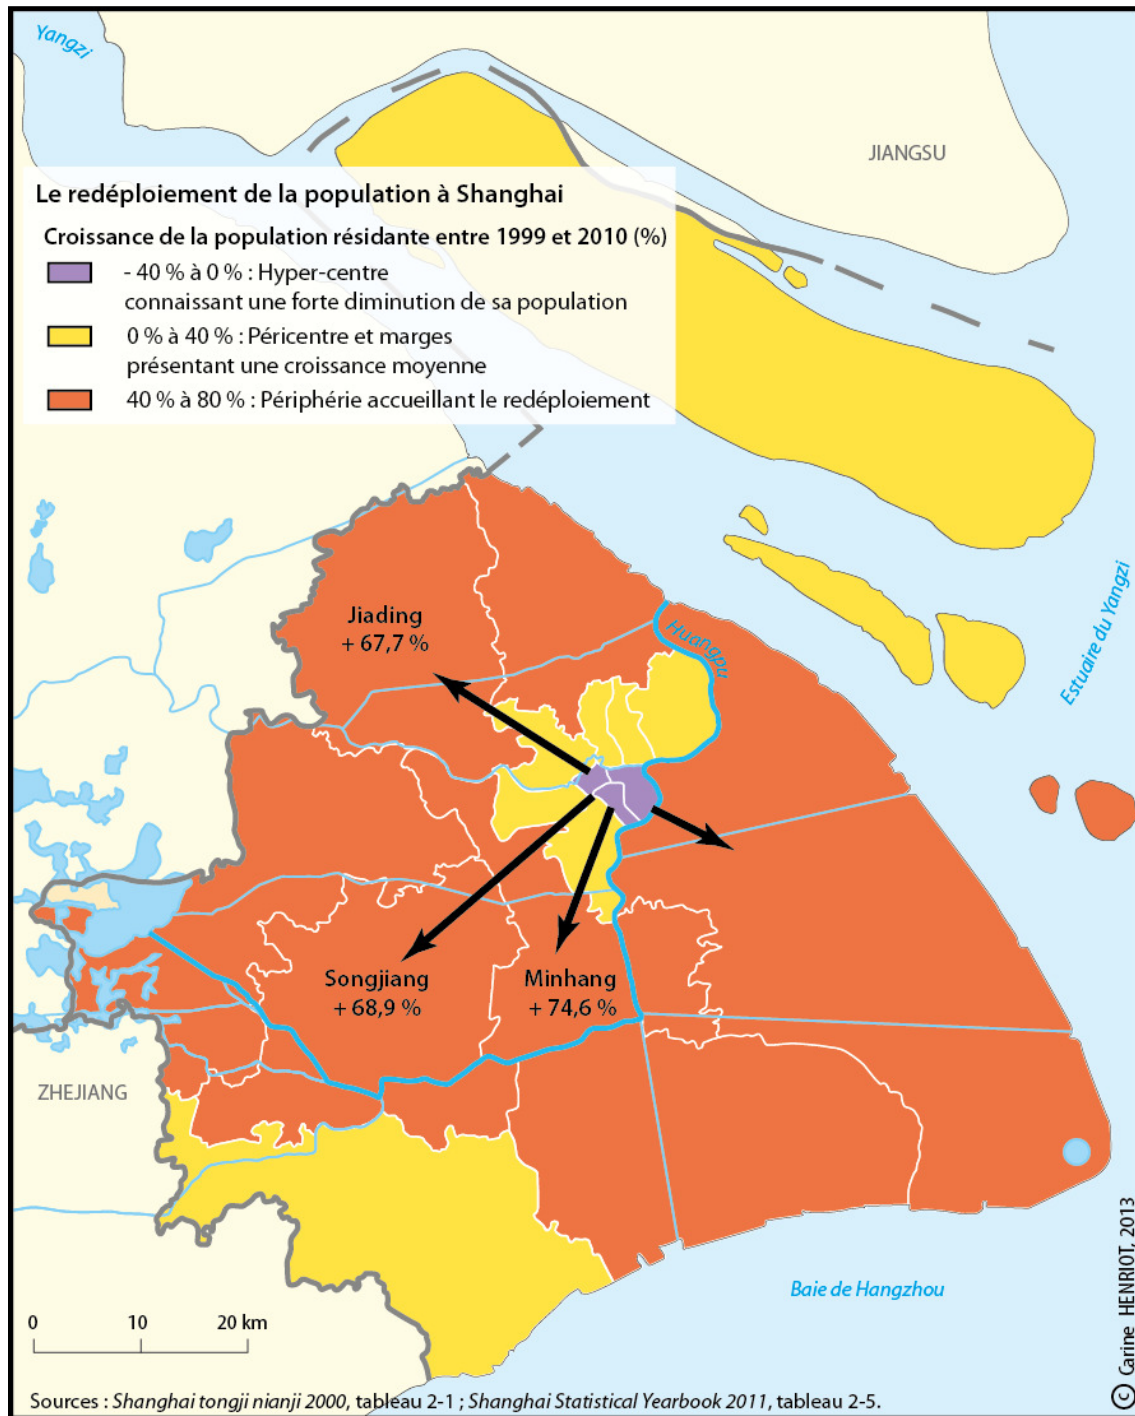 Yangzi
JIANGSU
Le redéploiement de la population à Shanghai
Croissance de la population résidante entre 1999 et 2010 (%)
- 40 % à 0 % : Hyper-centre
connaissant une forte diminution de sa population
0 % à 40 % : Péricentre et marges
présentant une croissance moyenne
40 % à 80 % : Périphérie accueillant le redéploiement
Jiading
+ 67,7 %
Huangpu
Estuaire du Yangzi
Songjiang
+ 68,9 %
Minhang
+ 74,6 %
ZHEJIANG
Baie de Hangzhou
0 10 20 km
Sources : Shanghai tongji nianji 2000, tableau 2-1 ; Shanghai Statistical Yearbook 2011, tableau 2-5.
© Carine HENRIOT, 2013